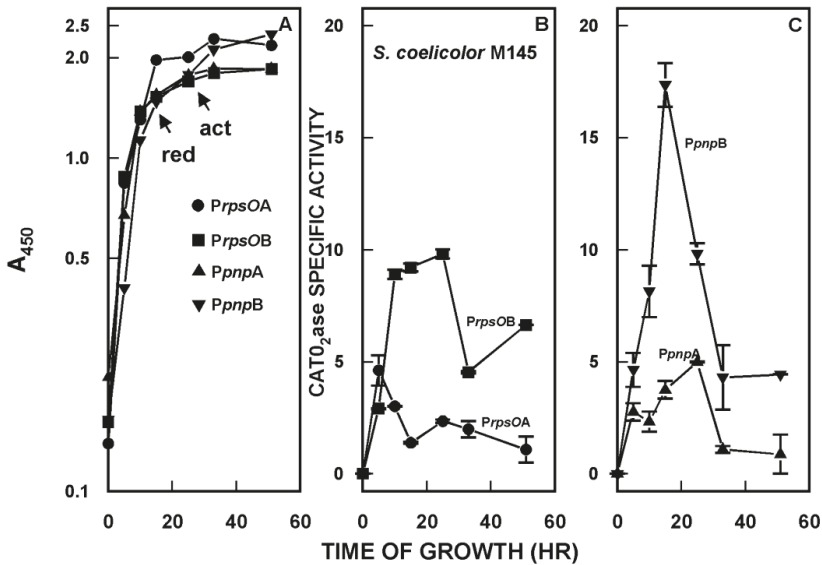 A
2.5
2.0
1.0
0.5
0.1
A450
act
red
PrpsOA
PrpsOB
PpnpA
PpnpB
0 20 40 60
B
S. coelicolor M145
20
15
10
5
0
CAT02ase SPECIFIC ACTIVITY
PrpsOB
PrpsOA
0 20 40 60
C
20
15
10
5
0
PpnpB
PpnpA
0 20 40 60
TIME OF GROWTH (HR)